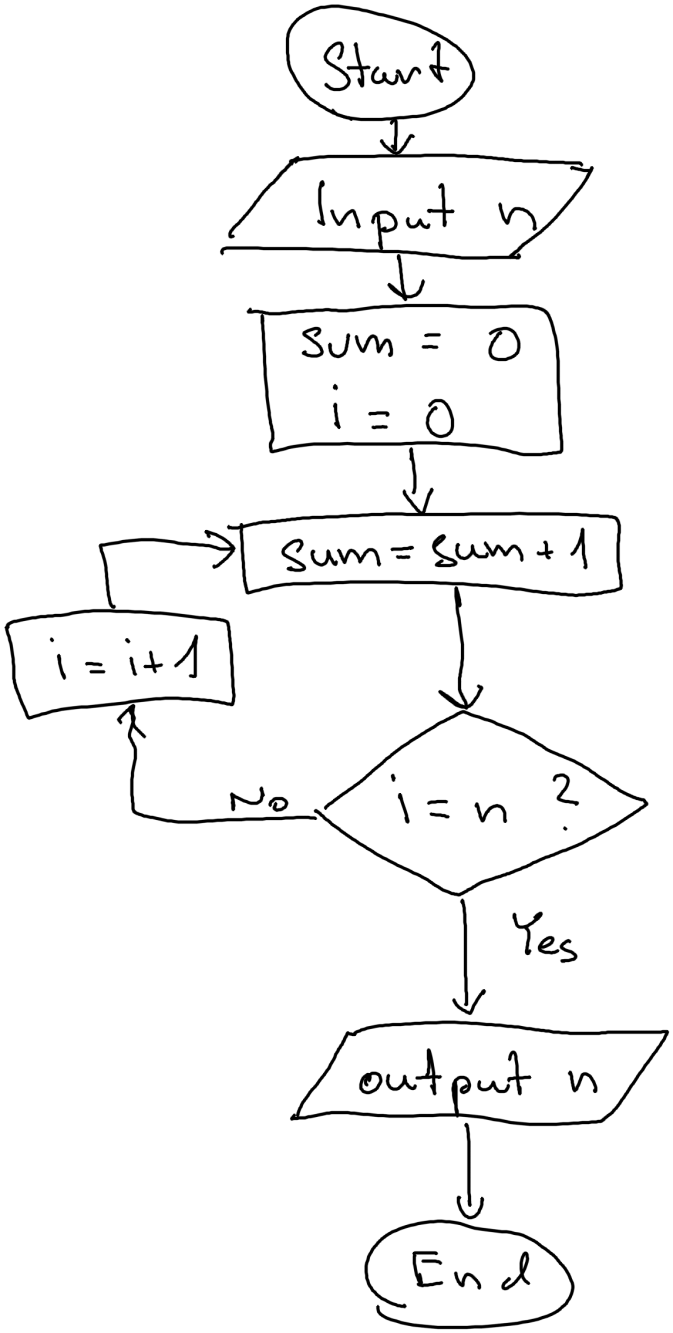 Start
Input n
sum = 0
i = 0
sum = sum + 1
i = i + 1
No
i = n ?
Yes
output n
End